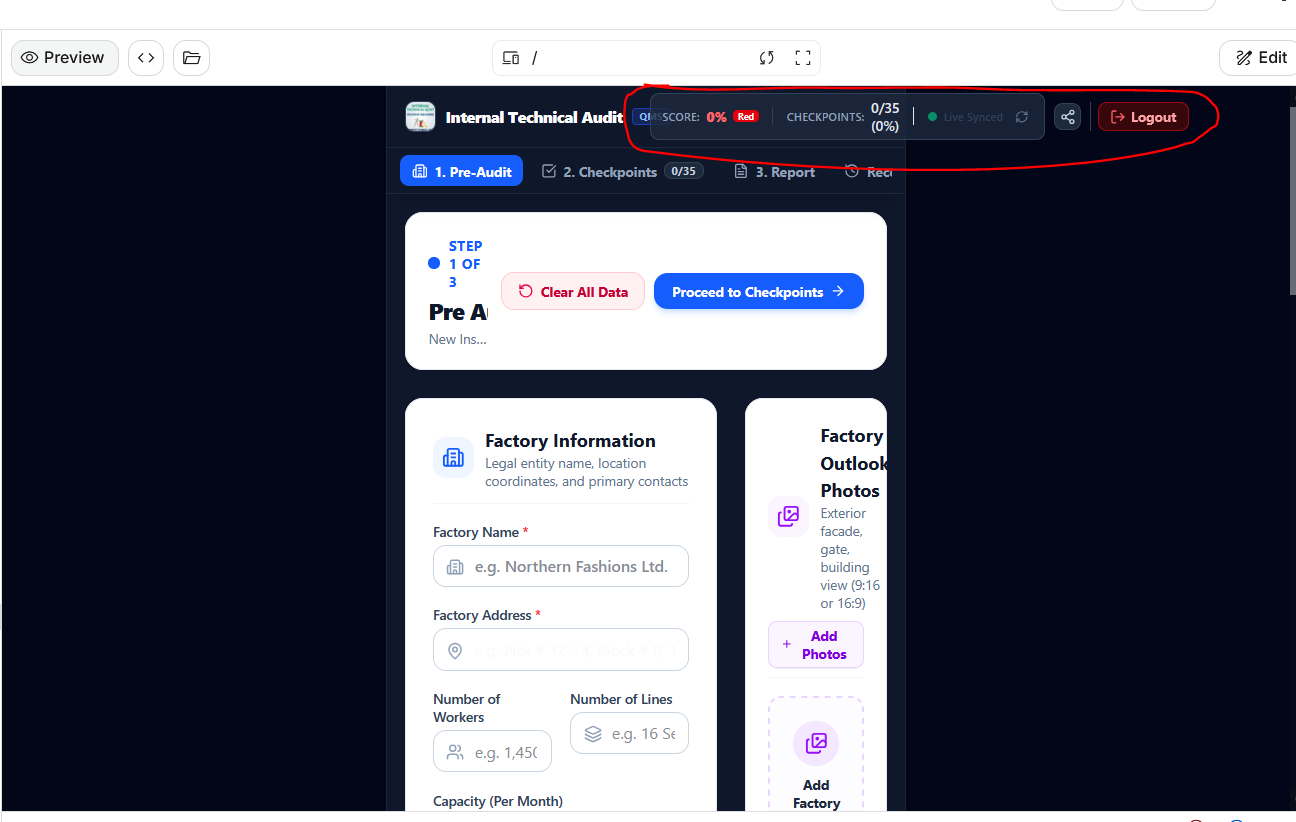 Preview
/
Edit
Internal Technical Audit
SCORE: 0% Red
CHECKPOINTS: 0/35 (0%)
Live Synced
Logout
1. Pre-Audit
2. Checkpoints 0/35
3. Report
STEP
1 OF
3
Pre
New Ins...
Clear All Data
Proceed to Checkpoints
Factory Information
Legal entity name, location
coordinates, and primary contacts
Factory Name *
e.g. Northern Fashions Ltd.
Factory Address *
Number of
Workers
e.g. 1,450
Number of Lines
e.g. 16 Se
Capacity (Per Month)
Factory
Outlook
Photos
Exterior
facade,
gate,
building
view (9:16
or 16:9)
+ Add
Photos
Add
Factory